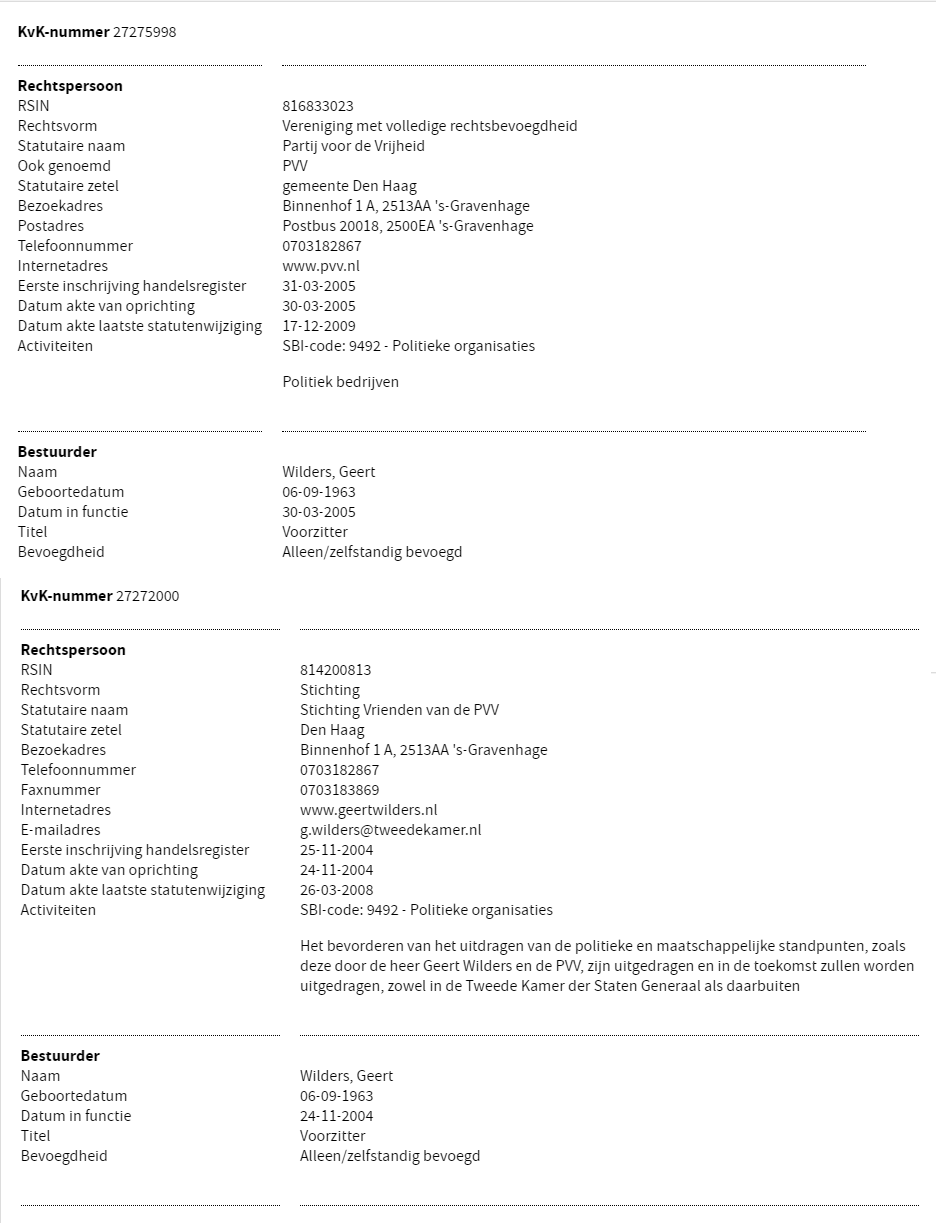 KvK-nummer 27275998
Rechtspersoon
RSIN 816833023
Rechtsvorm Vereniging met volledige rechtsbevoegdheid
Statutaire naam Partij voor de Vrijheid
Ook genoemd PVV
Statutaire zetel gemeente Den Haag
Bezoekadres Binnenhof 1 A, 2513AA 's-Gravenhage
Postadres Postbus 20018, 2500EA 's-Gravenhage
Telefoonnummer 0703182867
Internetadres www.pvv.nl
Eerste inschrijving handelsregister 31-03-2005
Datum akte van oprichting 30-03-2005
Datum akte laatste statutenwijziging 17-12-2009
Activiteiten SBI-code: 9492 - Politieke organisaties
Politiek bedrijven
Bestuurder
Naam Wilders, Geert
Geboortedatum 06-09-1963
Datum in functie 30-03-2005
Titel Voorzitter
Bevoegdheid Alleen/zelfstandig bevoegd
KvK-nummer 27272000
Rechtspersoon
RSIN 814200813
Rechtsvorm Stichting
Statutaire naam Stichting Vrienden van de PVV
Statutaire zetel Den Haag
Bezoekadres Binnenhof 1 A, 2513AA 's-Gravenhage
Telefoonnummer 0703182867
Faxnummer 0703183869
Internetadres www.geertwilders.nl
E-mailadres g.wilders@tweedekamer.nl
Eerste inschrijving handelsregister 25-11-2004
Datum akte van oprichting 24-11-2004
Datum akte laatste statutenwijziging 26-03-2008
Activiteiten SBI-code: 9492 - Politieke organisaties
Het bevorderen van het uitdragen van de politieke en maatschappelijke standpunten, zoals
deze door de heer Geert Wilders en de PVV, zijn uitgedragen en in de toekomst zullen worden
uitgedragen, zowel in de Tweede Kamer der Staten Generaal als daarbuiten
Bestuurder
Naam Wilders, Geert
Geboortedatum 06-09-1963
Datum in functie 24-11-2004
Titel Voorzitter
Bevoegdheid Alleen/zelfstandig bevoegd